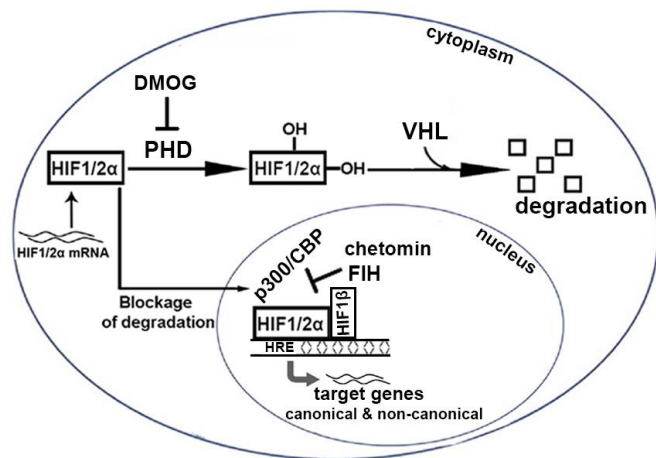 cytoplasm
DMOG
PHD
HIF1/2α
HIF1/2α mRNA
OH
HIF1/2α
OH
VHL
degradation
Blockage
of degradation
nucleus
p300/CBP
chetomin
FIH
HIF1/2α
HIF1β
HRE
target genes
canonical & non-canonical